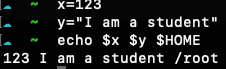 ~ x=123
~ y="I am a student"
~ echo $x $y $HOME
123 I am a student /root